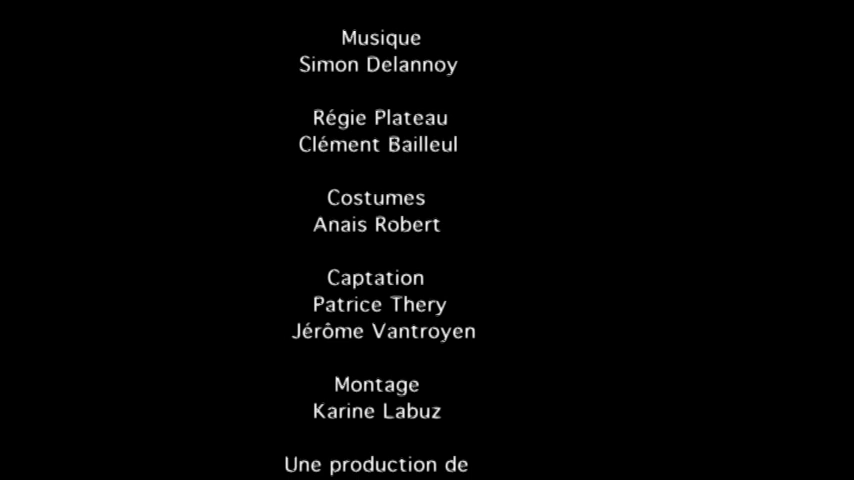 Musique
Simon Delannoy
Régie Plateau
Clément Bailleul
Costumes
Anais Robert
Captation
Patrice Thery
Jérôme Vantroyen
Montage
Karine Labuz
Une production de